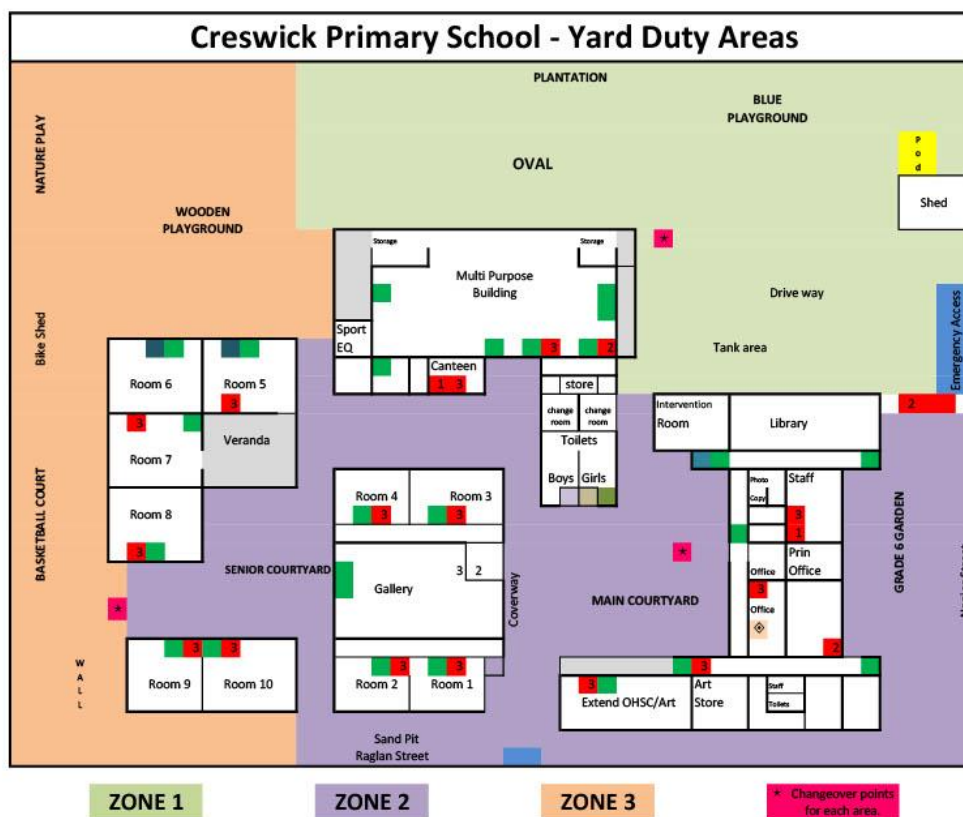 Creswick Primary School - Yard Duty Areas
PLANTATION
BLUE
PLAYGROUND
NATURE PLAY
OVAL
Pod
Shed
WOODEN
PLAYGROUND
*
Storage
Storage
Multi Purpose
Building
Drive way
Emergency Access
Bike Shed
Sport
EQ
3
2
Tank area
Canteen
1 3
Room 6
Room 5
3
store
2
change
room
change
room
Intervention
Room
Library
3
Room 7
Veranda
Toilets
Boys
Girls
Photo
Copy
Staff
3
1
Room 4
3
Room 3
3
BASKETBALL COURT
Room 8
3
GRADE 6 GARDEN
SENIOR COURTYARD
Gallery
3 2
Coverway
*
Office
Prin
Office
3
Office
MAIN COURTYARD
*
2
WALL
3
3
Room 9
Room 10
3
3
Room 2
Room 1
3
3
Extend OHSC/Art
Art
Store
Staff
Toilets
Sand Pit
Raglan Street
ZONE 1
ZONE 2
ZONE 3
* Changeover points
for each area.